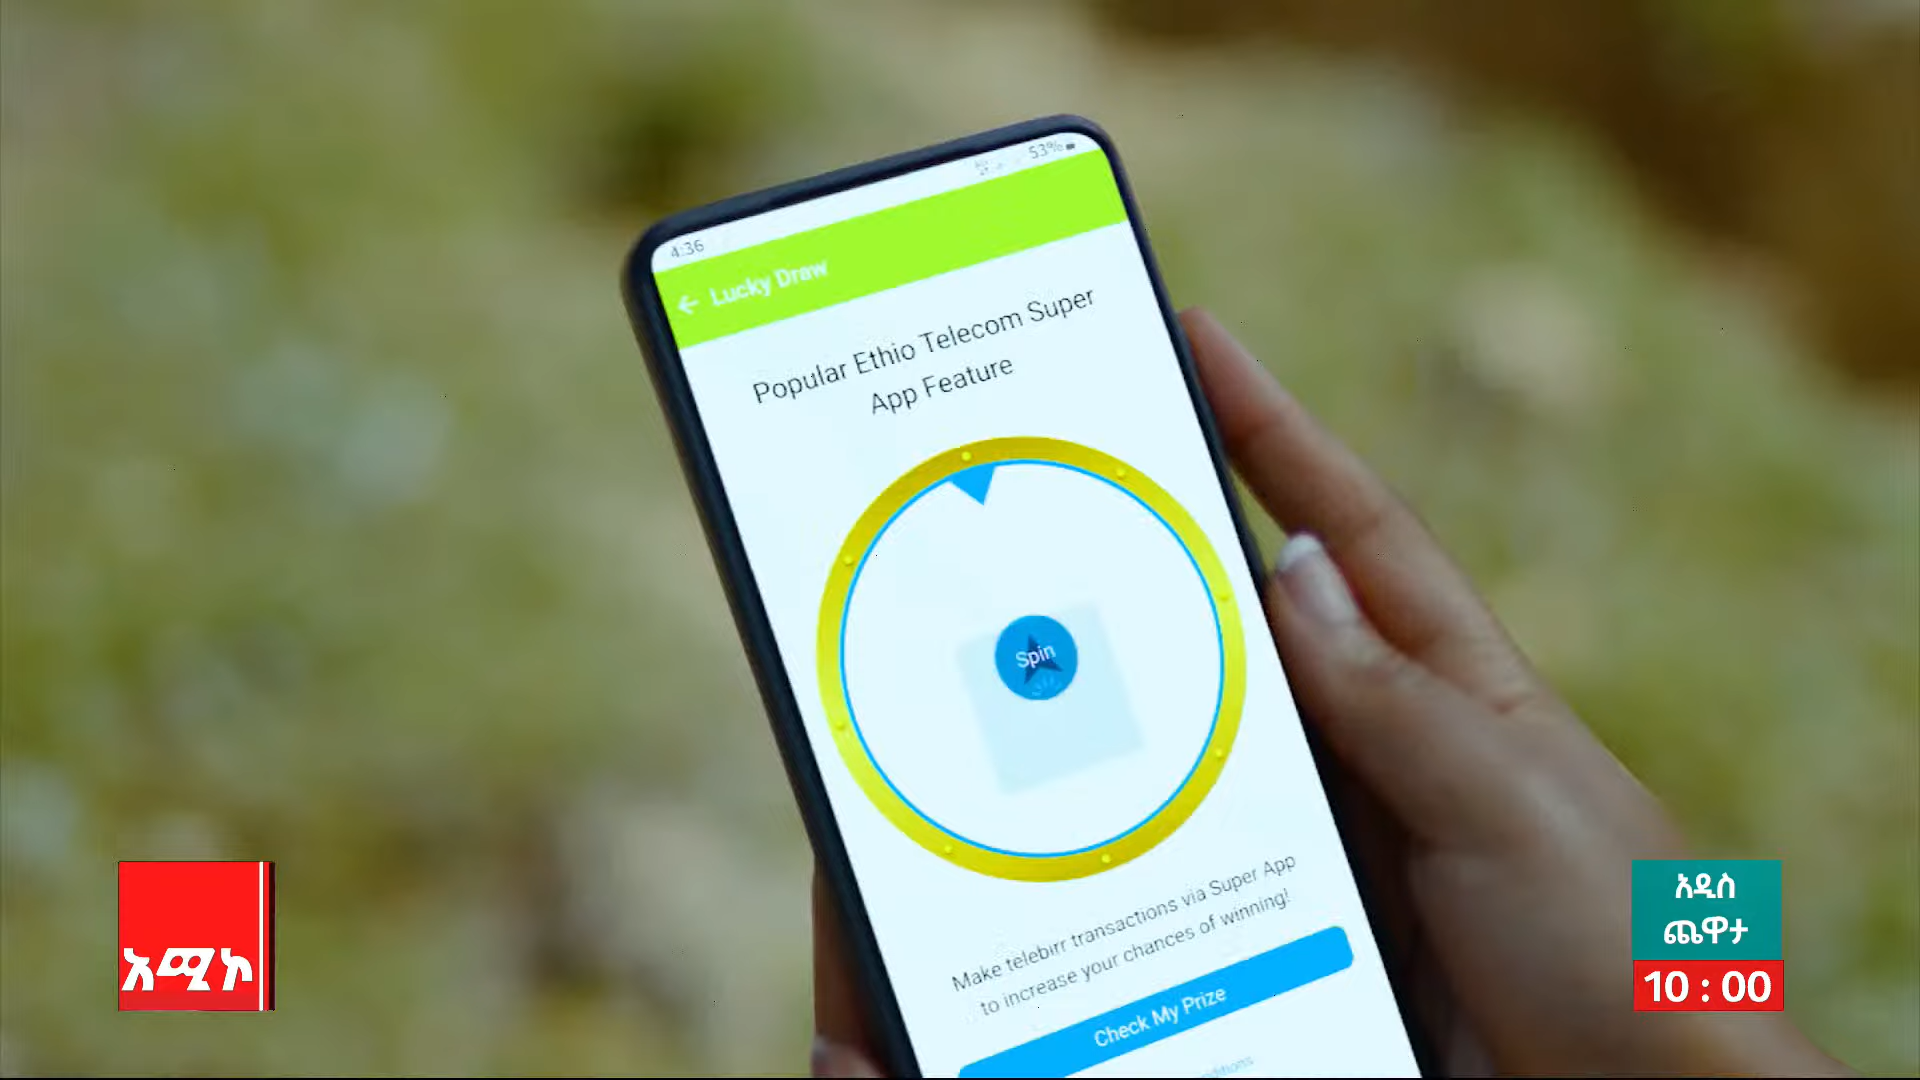 4:36
53%
Lucky Draw
Popular Ethio Telecom Super
App Feature
Spin
Make telebirr transactions via Super App
to increase your chances of winning!
Check My Prize
አሚኮ
አዲስ
ጨዋታ
10:00